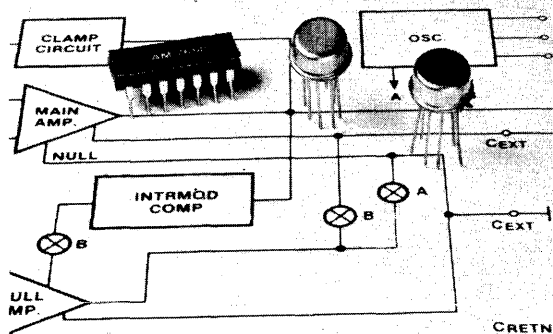 CLAMP
CIRCUIT
OSC
A
MAIN
AMP.
CEXT
NULL
INTRMOD
COMP
A
B
B
CEXT
ULL
MP.
CRETN